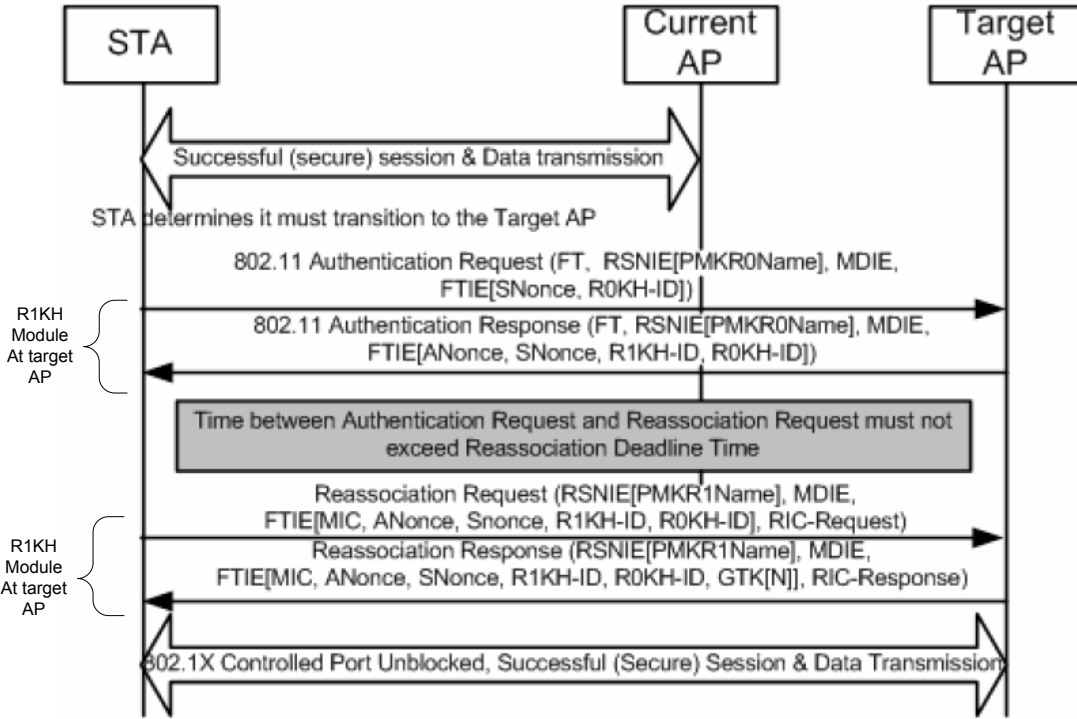 STA
Current
AP
Target
AP
Successful (secure) session & Data transmission
STA determines it must transition to the Target AP
802.11 Authentication Request (FT, RSNIE[PMKR0Name], MDIE,
FTIE[SNonce, R0KH-ID])
R1KH
Module
At target
AP
802.11 Authentication Response (FT, RSNIE[PMKR0Name], MDIE,
FTIE[ANonce, SNonce, R1KH-ID, R0KH-ID])
Time between Authentication Request and Reassociation Request must not
exceed Reassociation Deadline Time
Reassociation Request (RSNIE[PMKR1Name], MDIE,
FTIE[MIC, ANonce, Snonce, R1KH-ID, R0KH-ID], RIC-Request)
R1KH
Module
At target
AP
Reassociation Response (RSNIE[PMKR1Name], MDIE,
FTIE[MIC, ANonce, SNonce, R1KH-ID, R0KH-ID, GTK[N]], RIC-Response)
802.1X Controlled Port Unblocked, Successful (Secure) Session & Data Transmission